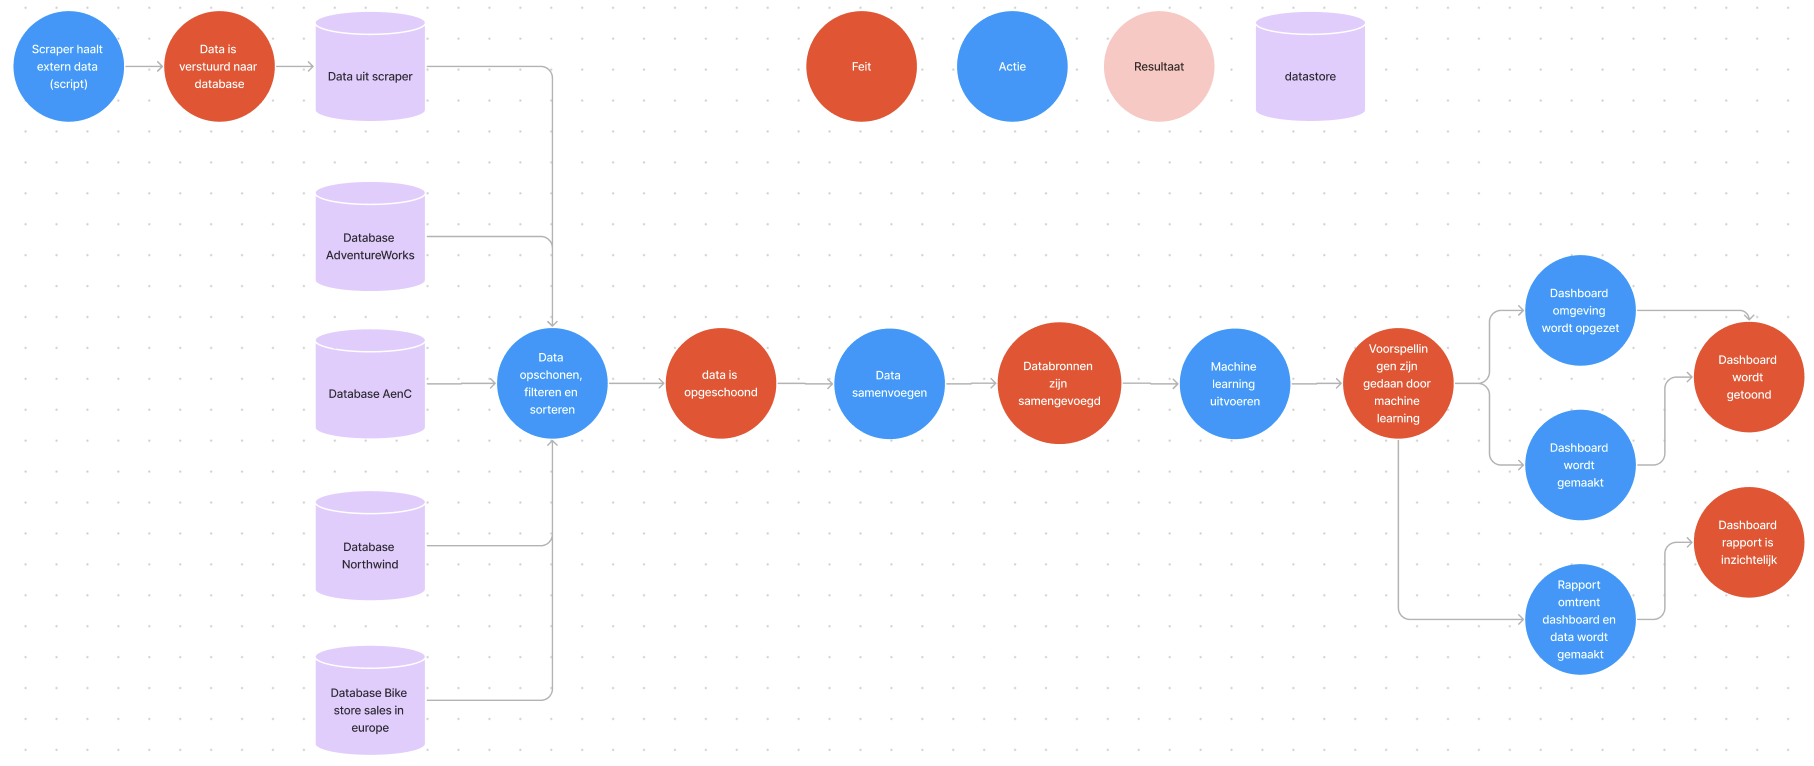 Scraper haalt
extern data
(script)
Data is
verstuurd naar
database
Data uit scraper
Feit
Actie
Resultaat
datastore
Database
AdventureWorks
Database AenC
Database
Northwind
Database Bike
store sales in
europe
Data
opschonen,
filteren en
sorteren
data is
opgeschoond
Data
samenvoegen
Databronnen
zijn
samengevoegd
Machine
learning
uitvoeren
Voorspellin
gen zijn
gedaan door
machine
learning
Dashboard
omgeving
wordt opgezet
Dashboard
wordt
getoond
Dashboard
wordt
gemaakt
Dashboard
rapport is
inzichtelijk
Rapport
omtrent
dashboard en
data wordt
gemaakt